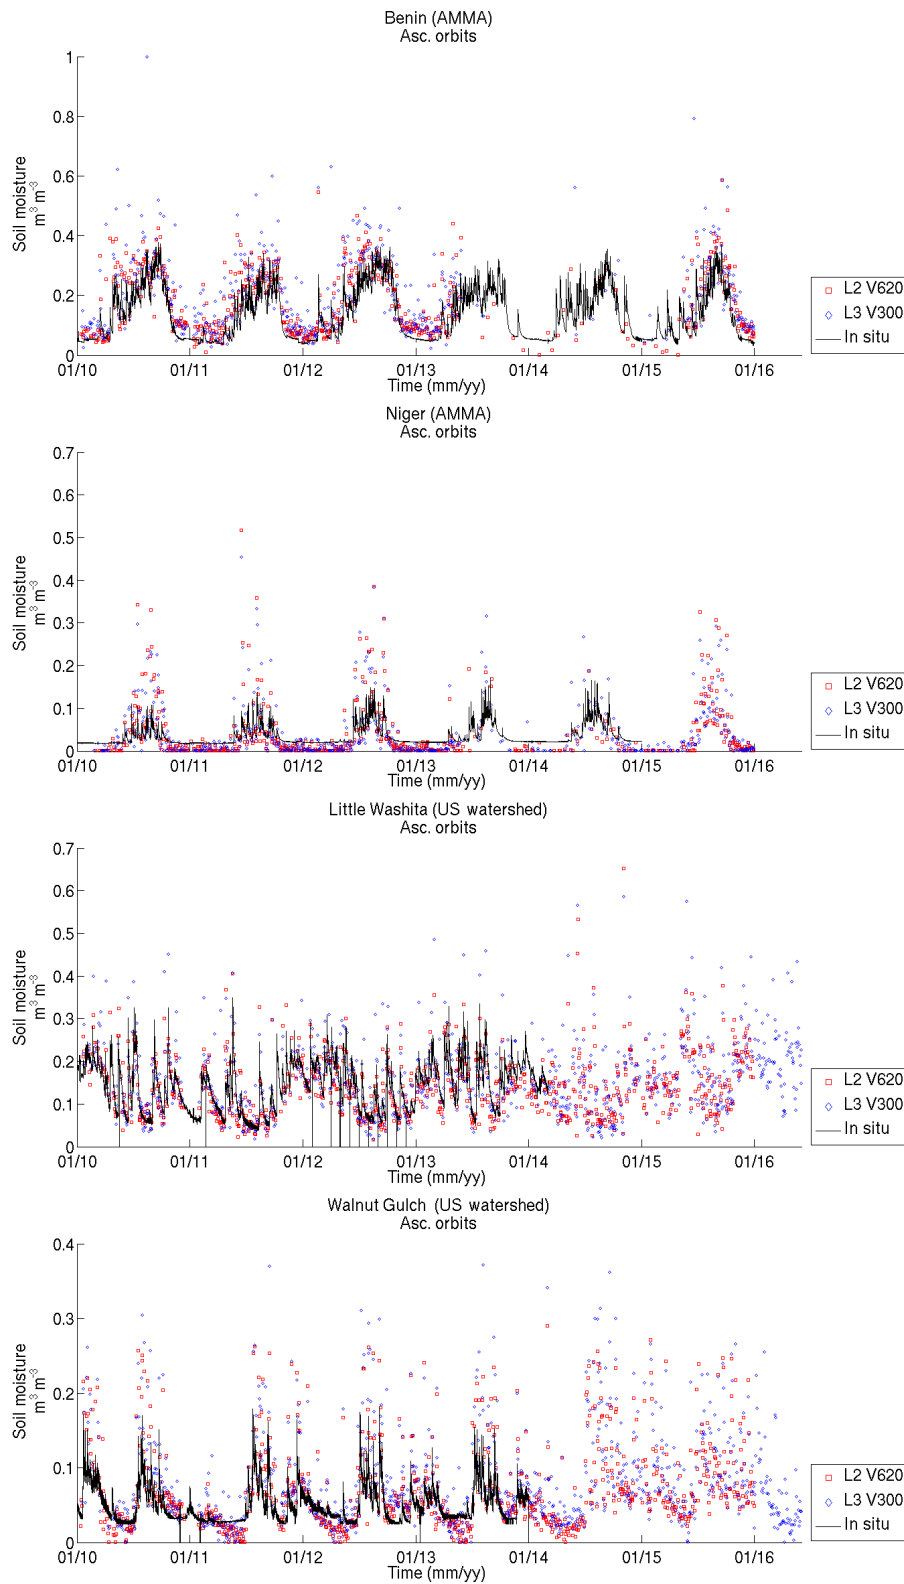 Benin (AMMA)
Asc. orbits
Soil moisture
m³ m⁻³
1
0.8
0.6
0.4
0.2
0
01/10 01/11 01/12 01/13 01/14 01/15 01/16
Time (mm/yy)
L2 V620
L3 V300
In situ
Niger (AMMA)
Asc. orbits
Soil moisture
m³ m⁻³
0.7
0.6
0.5
0.4
0.3
0.2
0.1
0
01/10 01/11 01/12 01/13 01/14 01/15 01/16
Time (mm/yy)
L2 V620
L3 V300
In situ
Little Washita (US watershed)
Asc. orbits
Soil moisture
m³ m⁻³
0.7
0.6
0.5
0.4
0.3
0.2
0.1
0
01/10 01/11 01/12 01/13 01/14 01/15 01/16
Time (mm/yy)
L2 V620
L3 V300
In situ
Walnut Gulch (US watershed)
Asc. orbits
Soil moisture
m³ m⁻³
0.4
0.3
0.2
0.1
0
01/10 01/11 01/12 01/13 01/14 01/15 01/16
Time (mm/yy)
L2 V620
L3 V300
In situ